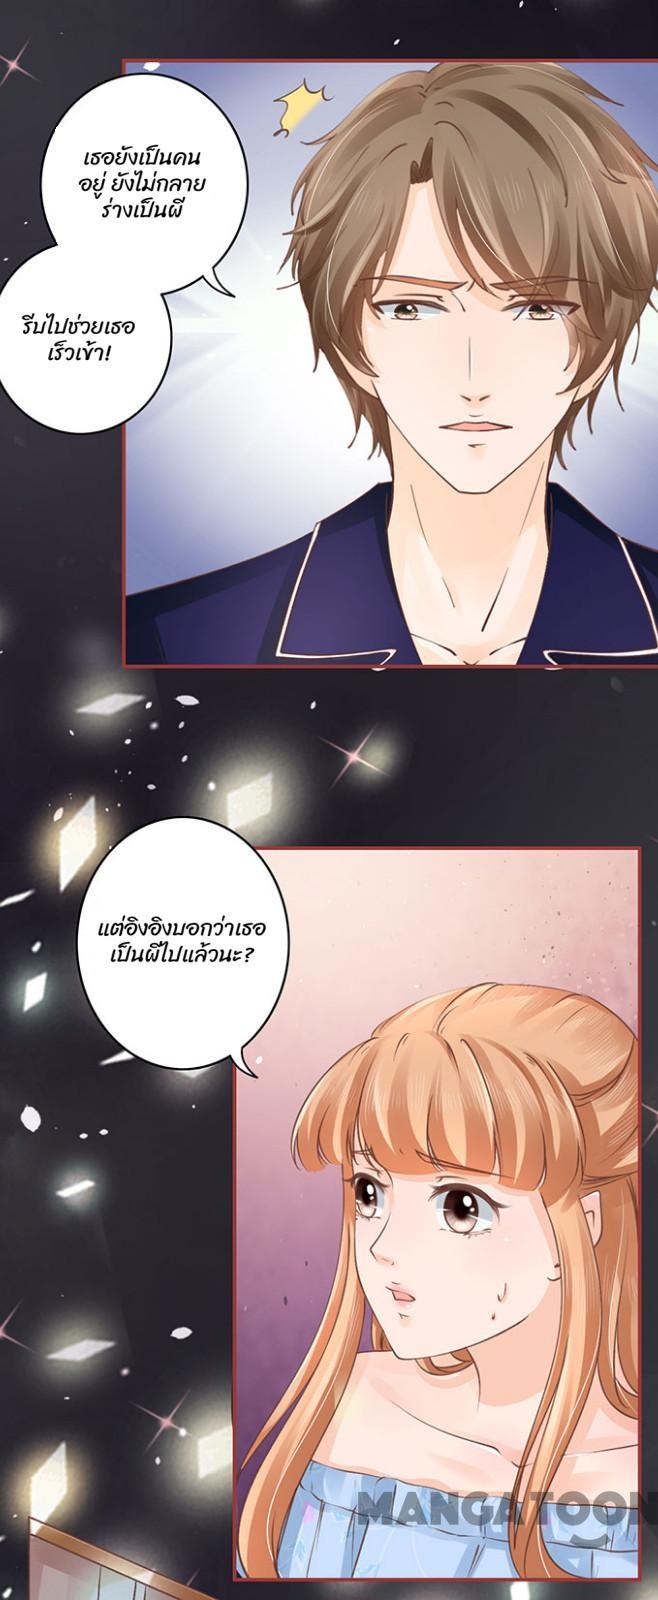 เธอยังเป็นคน
อยู่ ยังไม่กลาย
ร่างเป็นผี
รีบไปช่วยเธอ
เร็วเข้า!
แต่อิงอิงบอกว่าเธอ
เป็นผีไปแล้วนะ?
MANGATOON